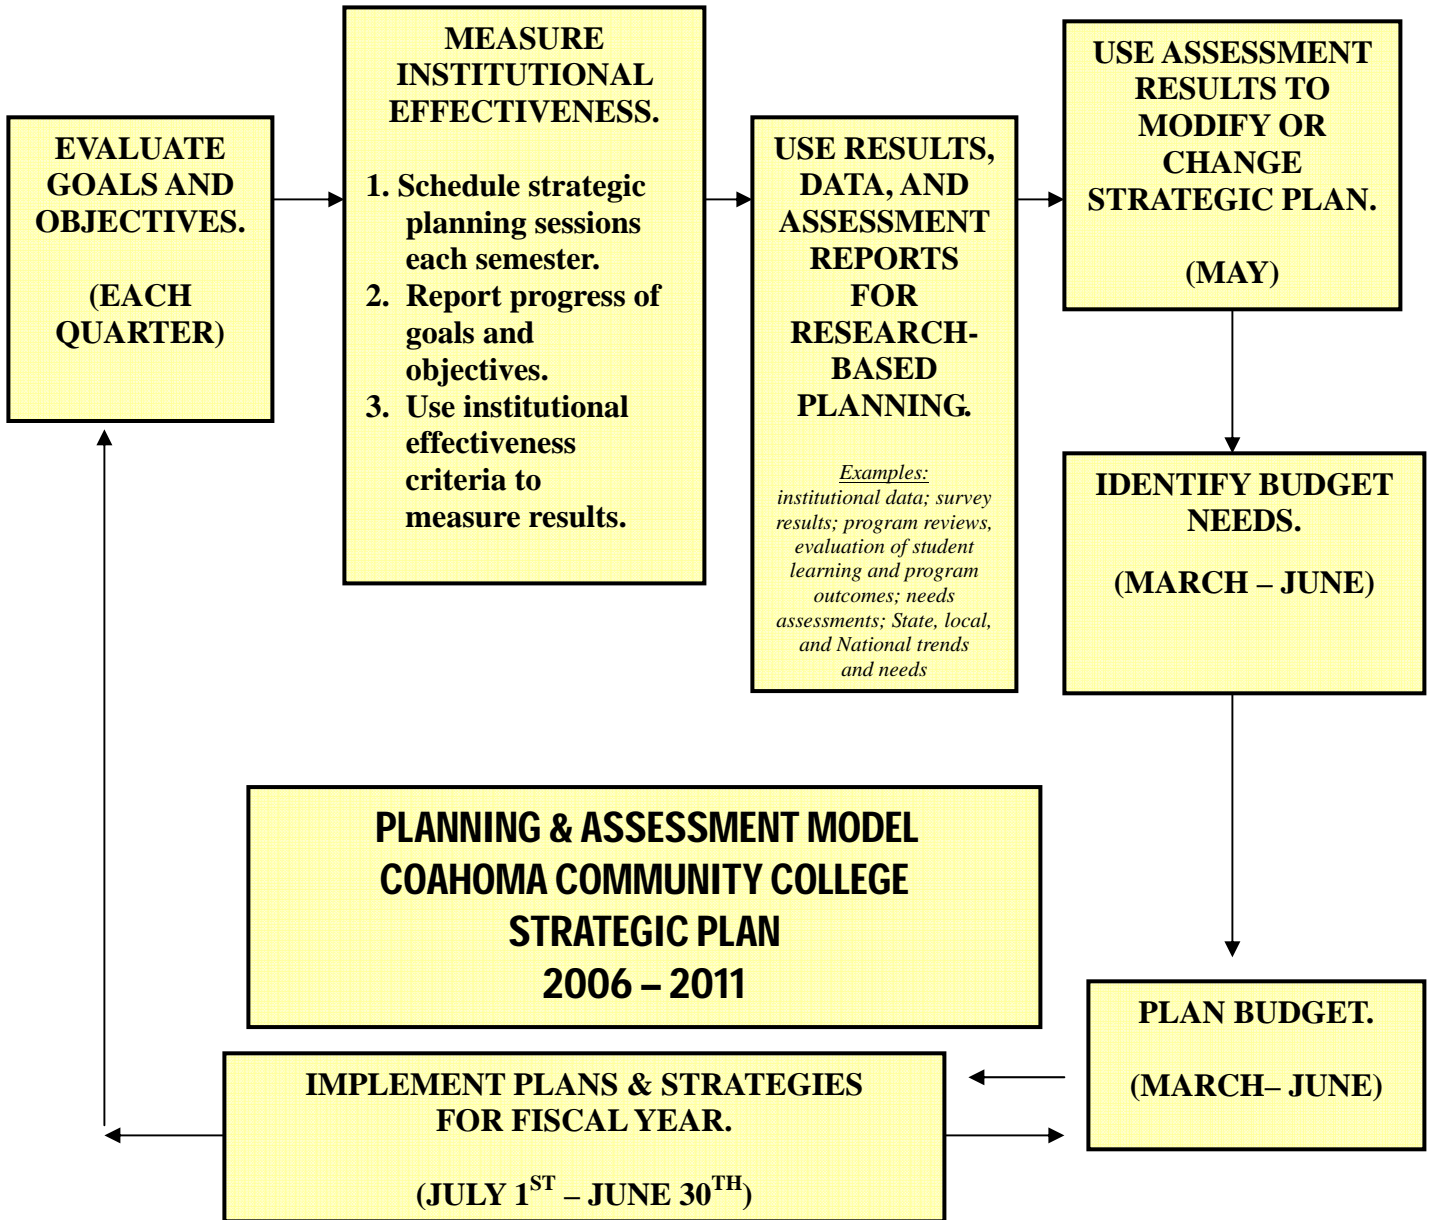 EVALUATE
GOALS AND
OBJECTIVES.
(EACH
QUARTER)
MEASURE
INSTITUTIONAL
EFFECTIVENESS.
1. Schedule strategic
planning sessions
each semester.
2. Report progress of
goals and
objectives.
3. Use institutional
effectiveness
criteria to
measure results.
USE RESULTS,
DATA, AND
ASSESSMENT
REPORTS
FOR
RESEARCH-
BASED
PLANNING.
Examples:
institutional data; survey
results; program reviews,
evaluation of student
learning and program
outcomes; needs
assessments; State, local,
and National trends
and needs
USE ASSESSMENT
RESULTS TO
MODIFY OR
CHANGE
STRATEGIC PLAN.
(MAY)
IDENTIFY BUDGET
NEEDS.
(MARCH – JUNE)
PLANNING & ASSESSMENT MODEL
COAHOMA COMMUNITY COLLEGE
STRATEGIC PLAN
2006 – 2011
PLAN BUDGET.
(MARCH– JUNE)
IMPLEMENT PLANS & STRATEGIES
FOR FISCAL YEAR.
(JULY 1ST – JUNE 30TH)